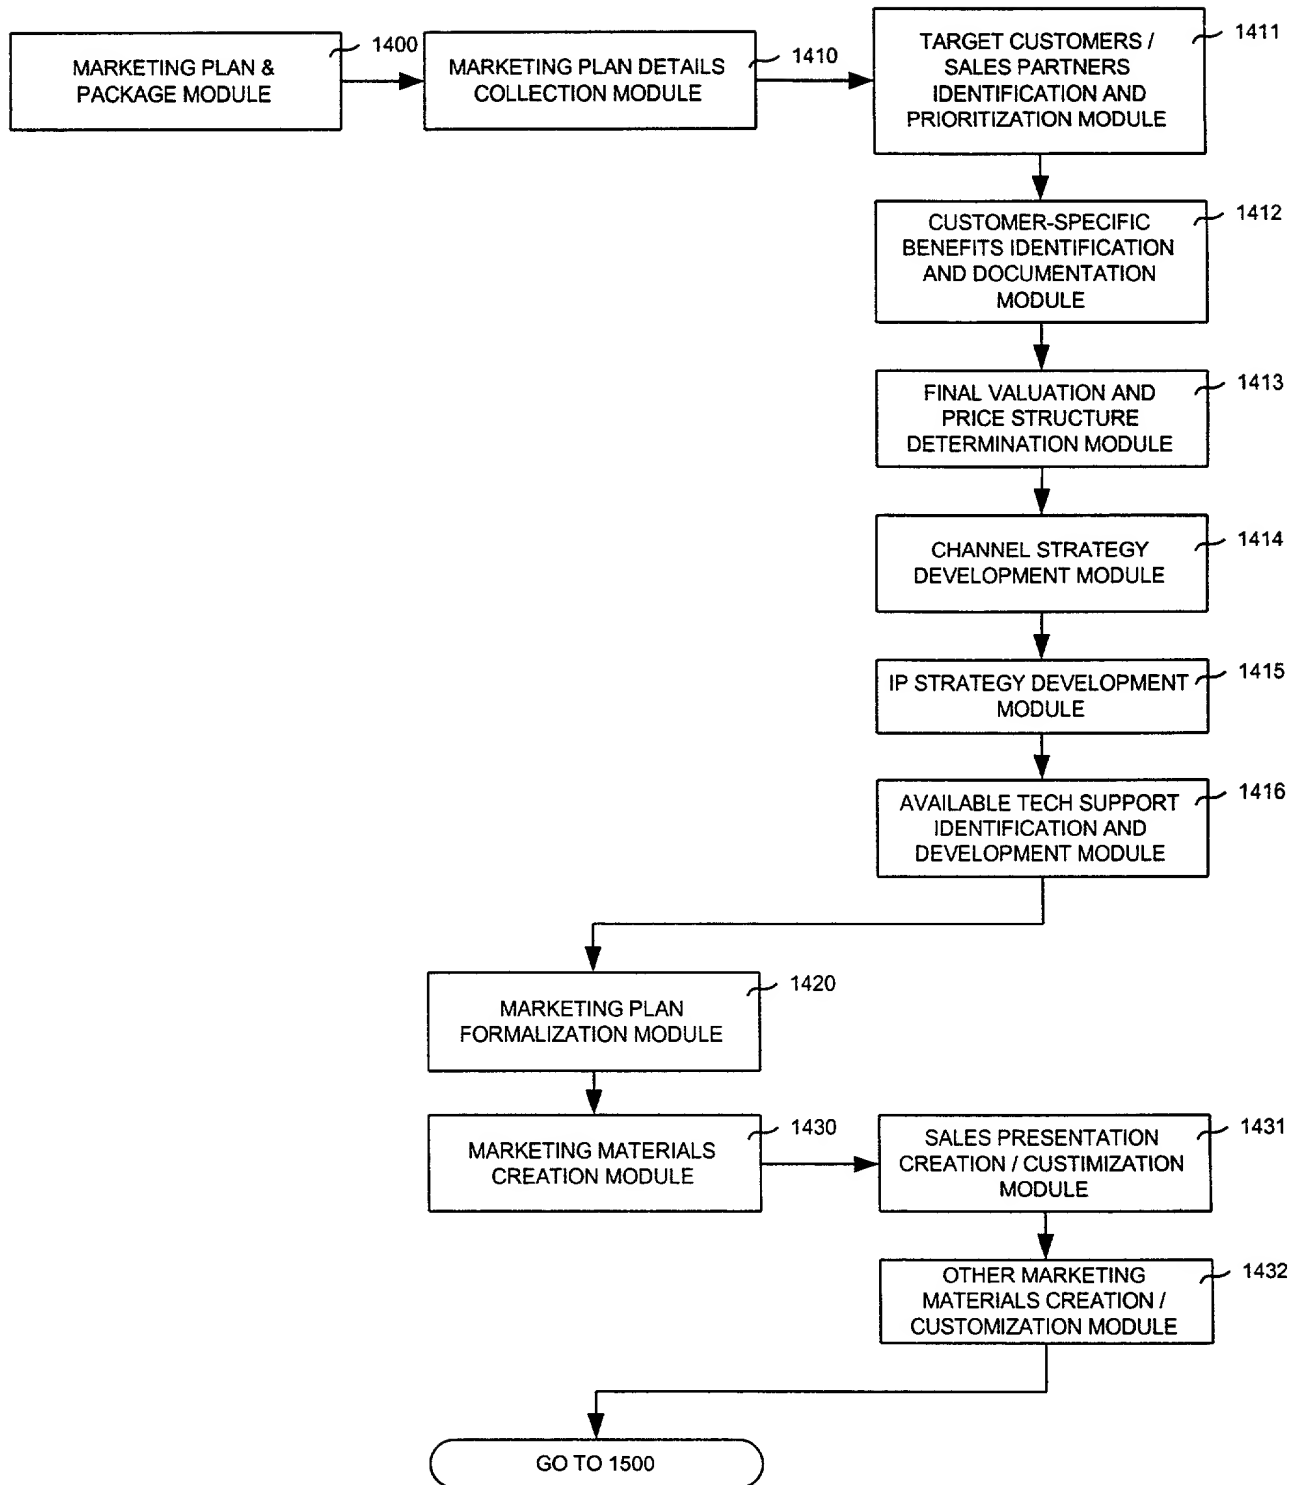 MARKETING PLAN &
PACKAGE MODULE
1400
MARKETING PLAN DETAILS
COLLECTION MODULE
1410
TARGET CUSTOMERS /
SALES PARTNERS
IDENTIFICATION AND
PRIORITIZATION MODULE
1411
CUSTOMER-SPECIFIC
BENEFITS IDENTIFICATION
AND DOCUMENTATION
MODULE
1412
FINAL VALUATION AND
PRICE STRUCTURE
DETERMINATION MODULE
1413
CHANNEL STRATEGY
DEVELOPMENT MODULE
1414
IP STRATEGY DEVELOPMENT
MODULE
1415
AVAILABLE TECH SUPPORT
IDENTIFICATION AND
DEVELOPMENT MODULE
1416
MARKETING PLAN
FORMALIZATION MODULE
1420
MARKETING MATERIALS
CREATION MODULE
1430
SALES PRESENTATION
CREATION / CUSTIMIZATION
MODULE
1431
OTHER MARKETING
MATERIALS CREATION /
CUSTOMIZATION MODULE
1432
GO TO 1500